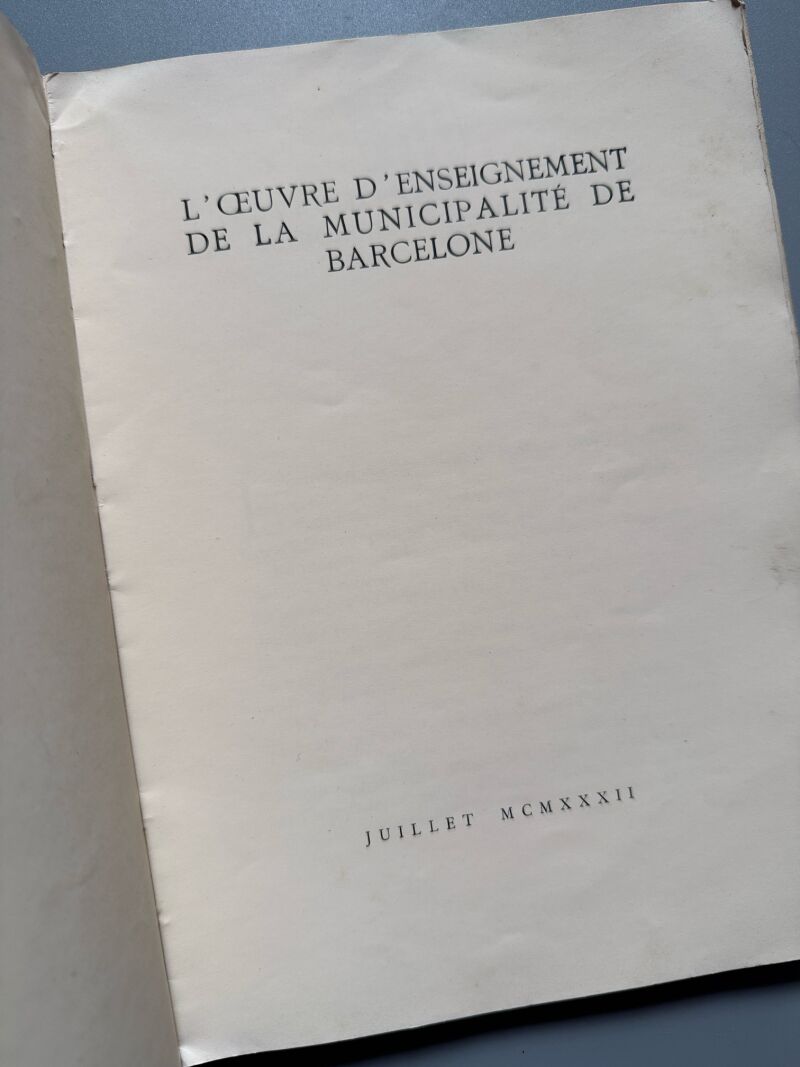 L'ŒUVRE D'ENSEIGNEMENT
DE LA MUNICIPALITÉ DE
BARCELONE
JUILLET MCMXXXII